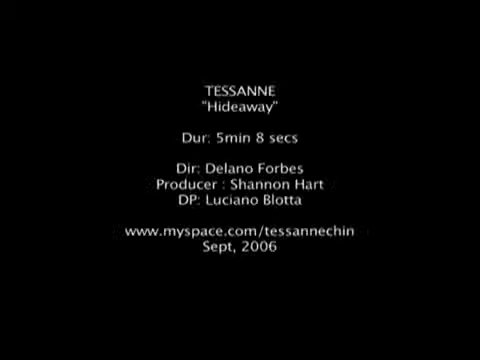 TESSANNE
"Hideaway"
Dur: 5min 8 secs
Dir: Delano Forbes
Producer : Shannon Hart
DP: Luciano Blotta
www.myspace.com/tessannechin
Sept, 2006